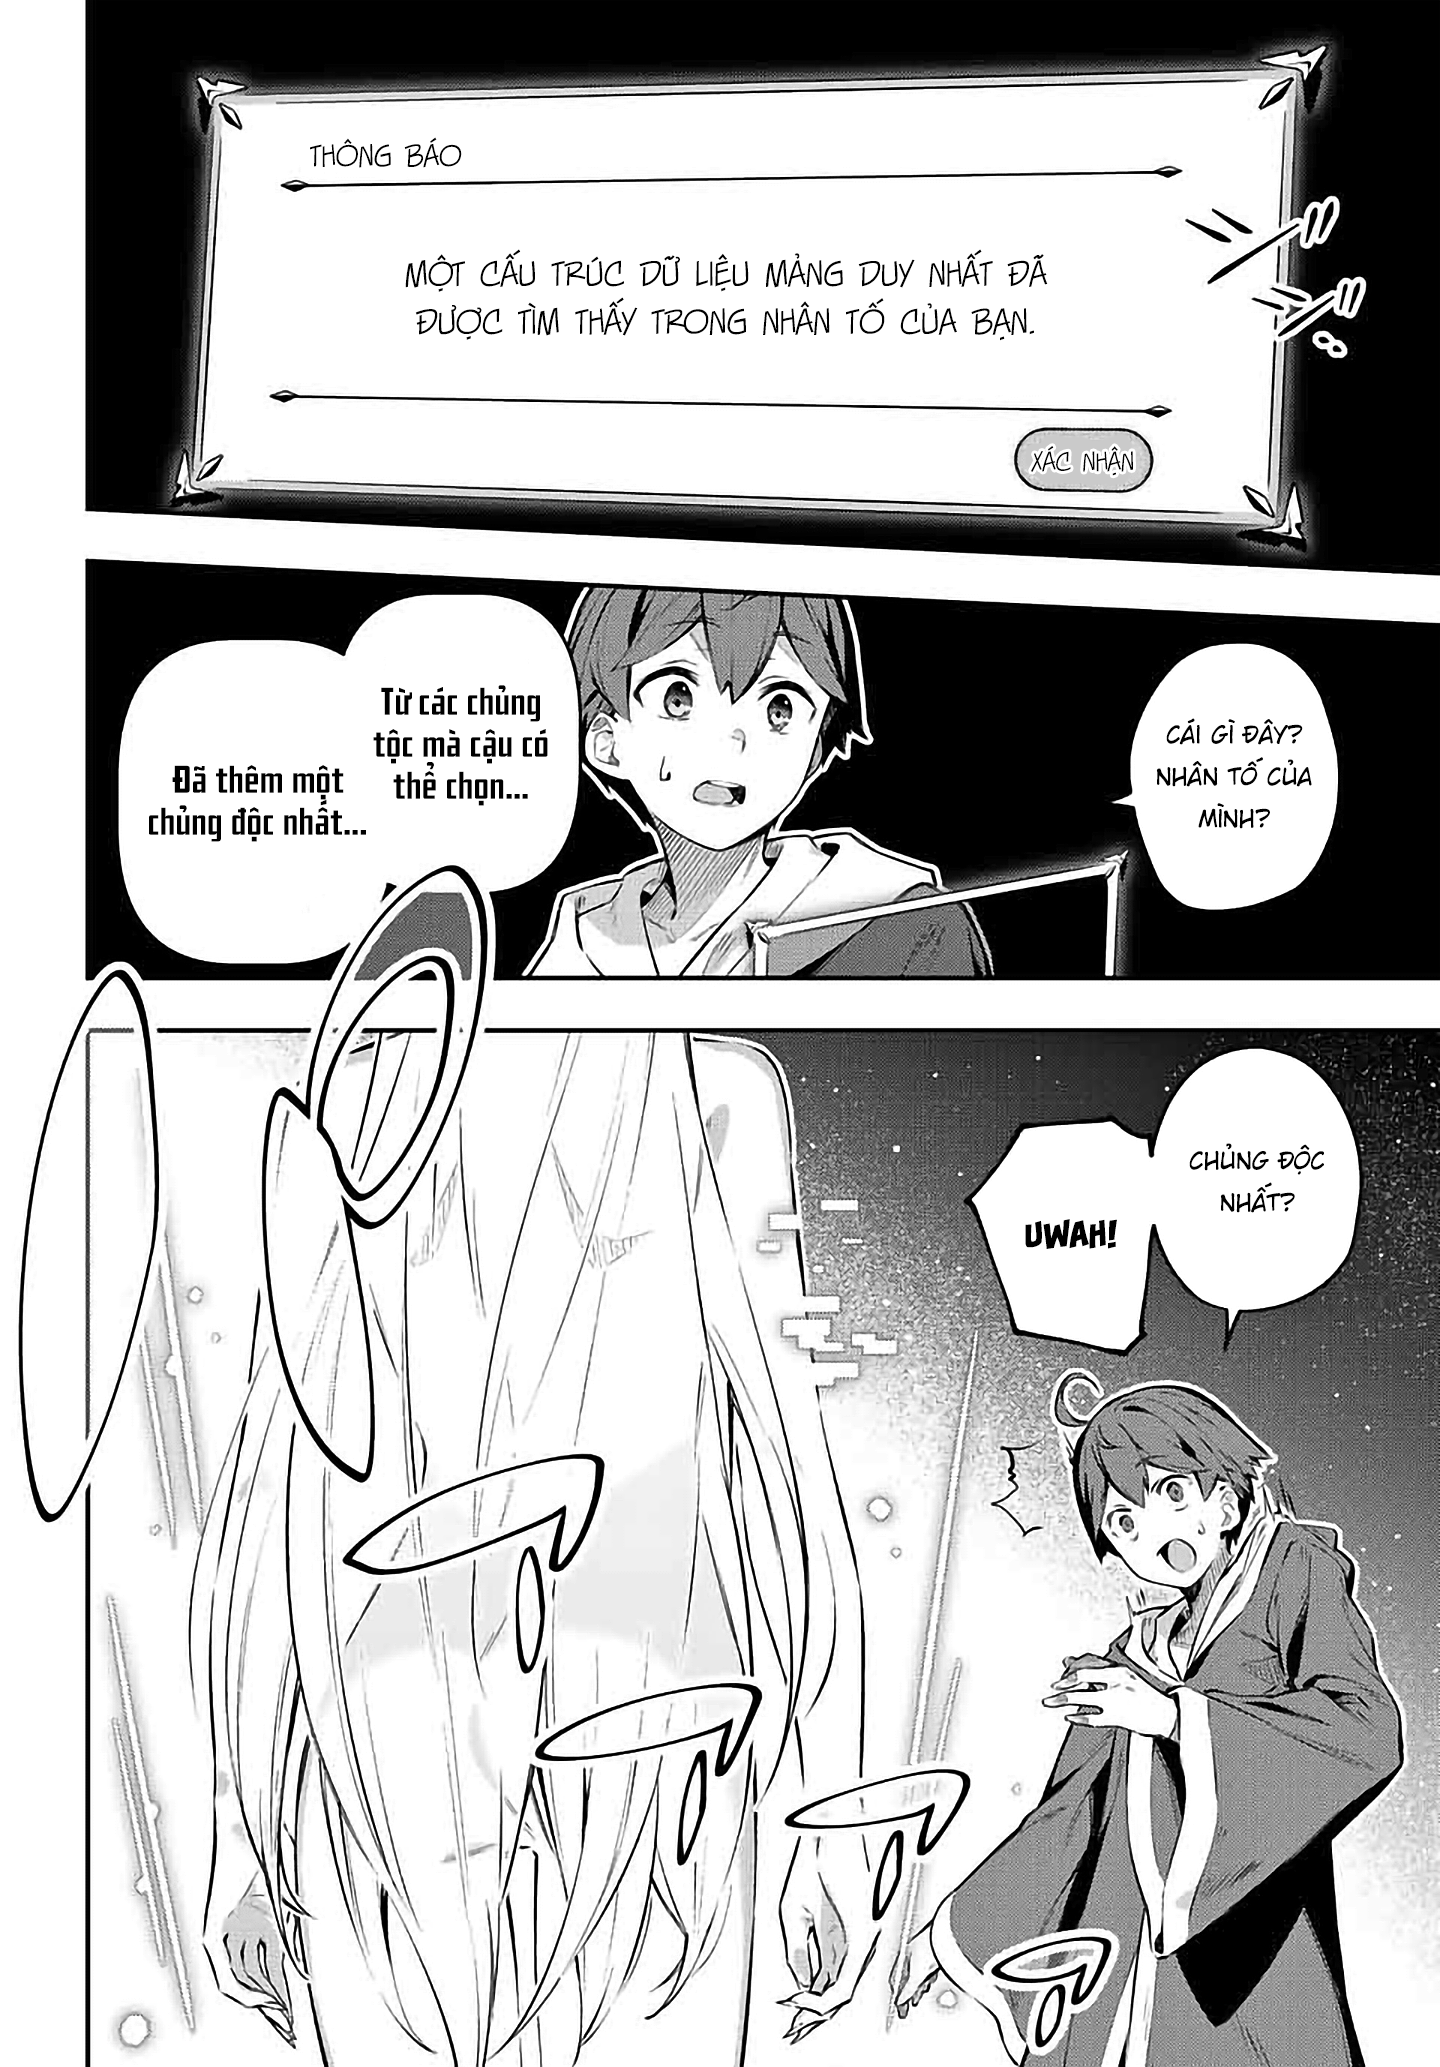 THÔNG BÁO
MỘT CẤU TRÚC DỮ LIỆU MẢNG DUY NHẤT ĐÃ
ĐƯỢC TÌM THẤY TRONG NHÂN TỐ CỦA BẠN.
XÁC NHẬN
CÁI GÌ ĐÂY?
NHÂN TỐ CỦA
MÌNH?
Từ các chủng
tộc mà cậu có
thể chọn...
Đã thêm một
chủng độc nhất...
CHỦNG ĐỘC
NHẤT?
UWAH!